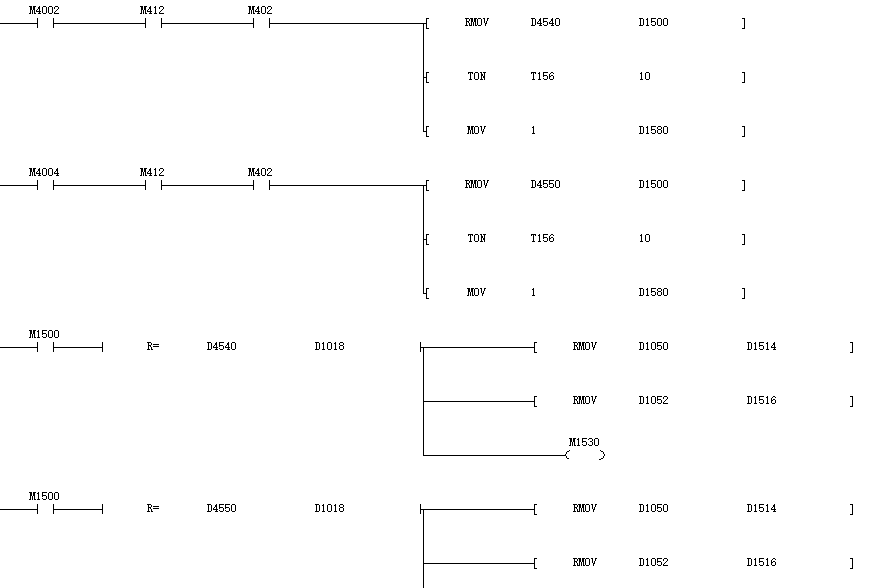 M4002 M412 M402
[ RMOV D4540 D1500 ]
[ TON T156 10 ]
[ MOV 1 D1580 ]
M4004 M412 M402
[ RMOV D4550 D1500 ]
[ TON T156 10 ]
[ MOV 1 D1580 ]
M1500
R= D4540 D1018 [ RMOV D1050 D1514 ]
[ RMOV D1052 D1516 ]
M1530
( )
M1500
R= D4550 D1018 [ RMOV D1050 D1514 ]
[ RMOV D1052 D1516 ]